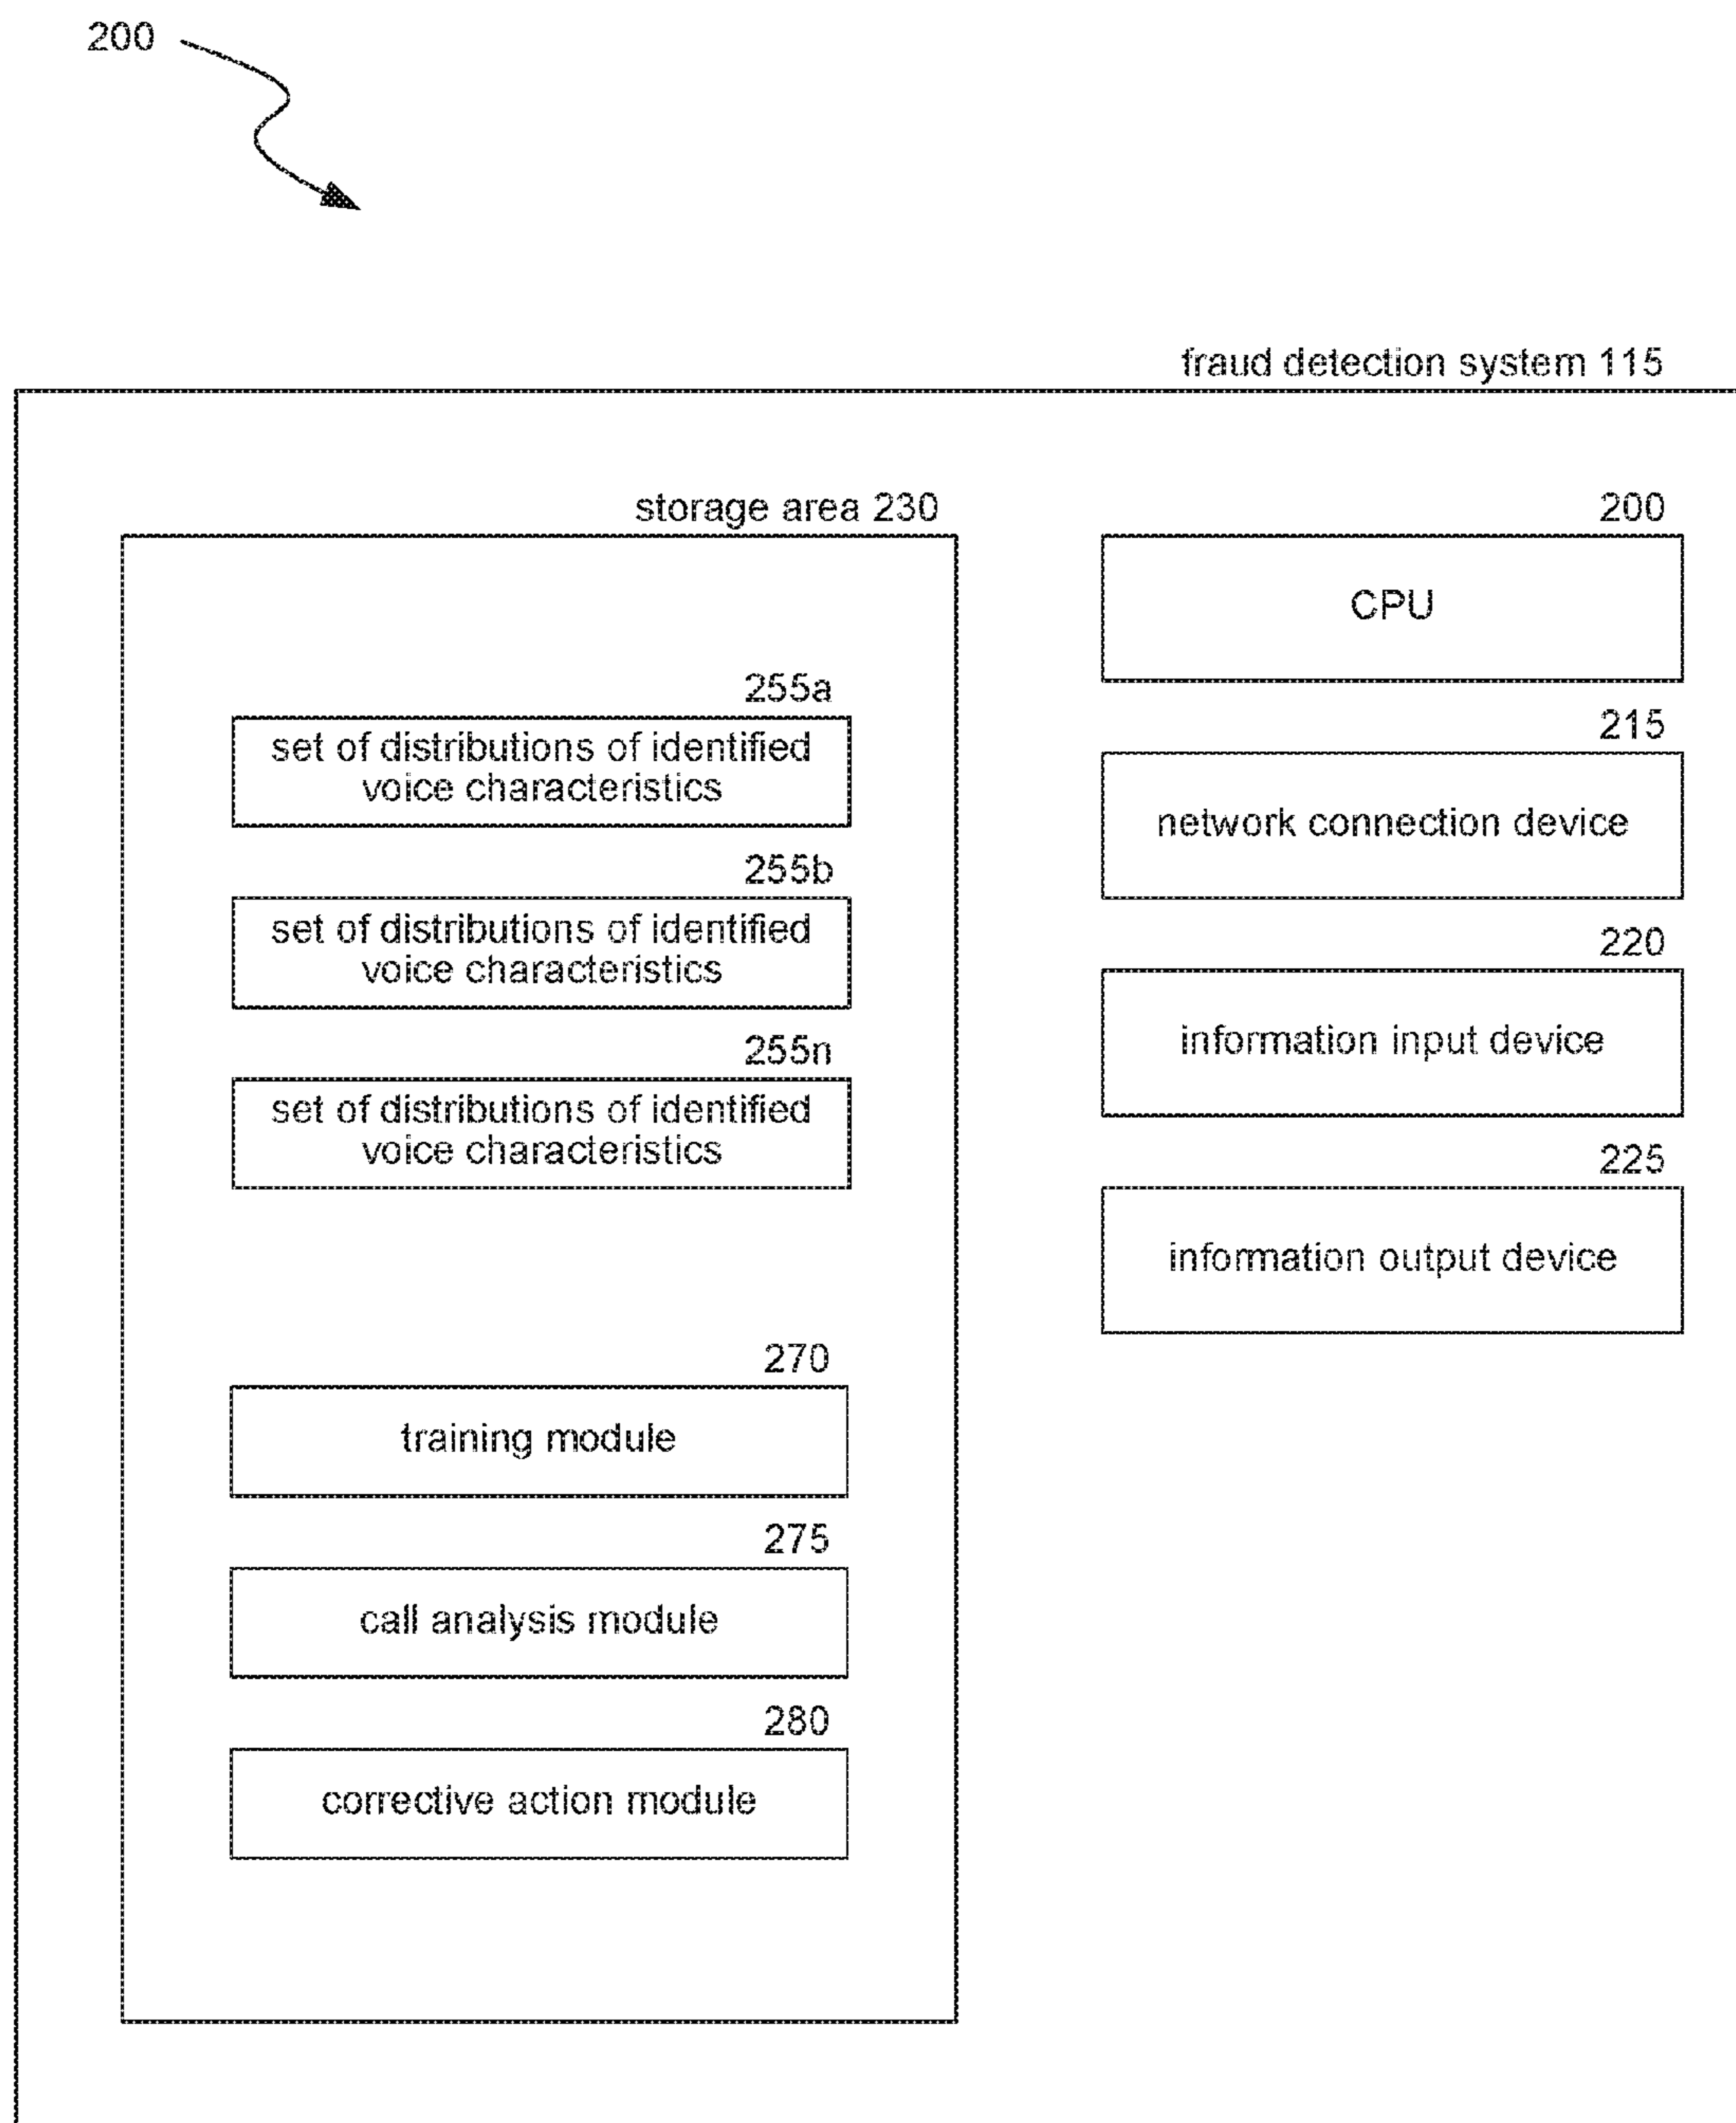 200
fraud detection system 115
storage area 230
255a
set of distributions of identified
voice characteristics
255b
set of distributions of identified
voice characteristics
255n
set of distributions of identified
voice characteristics
270
training module
275
call analysis module
280
corrective action module
200
CPU
215
network connection device
220
information input device
225
information output device